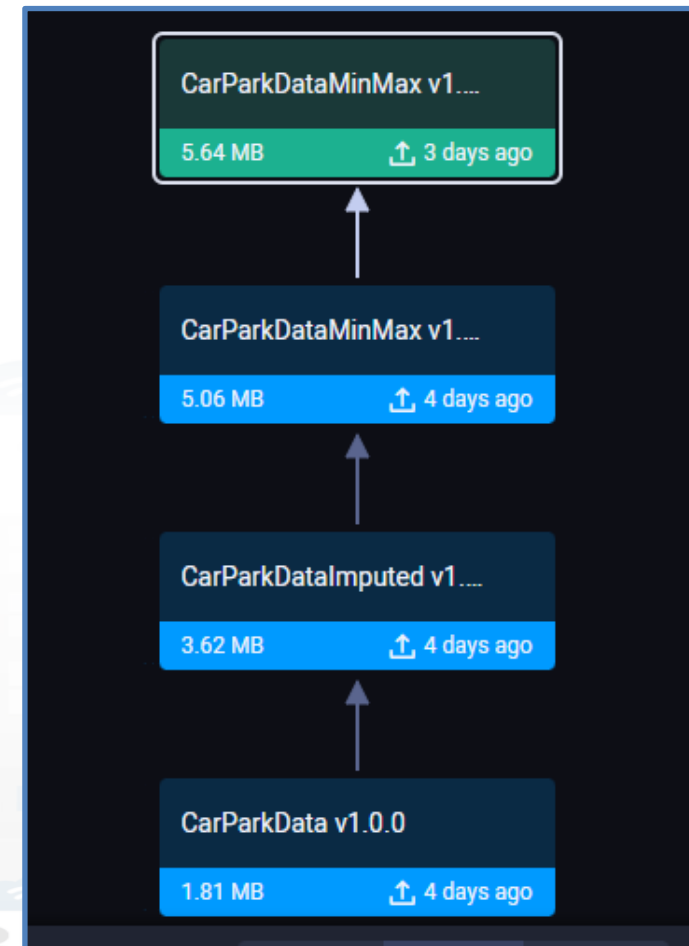 CarParkDataMinMax v1....
5.64 MB 3 days ago
CarParkDataMinMax v1....
5.06 MB 4 days ago
CarParkDataImputed v1....
3.62 MB 4 days ago
CarParkData v1.0.0
1.81 MB 4 days ago